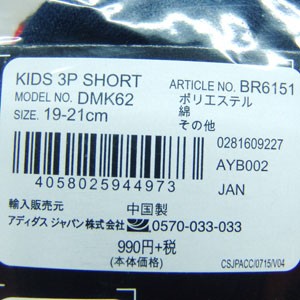 KIDS 3P SHORT
MODEL NO. DMK62
SIZE. 19-21cm
ARTICLE NO. BR6151
ポリエステル
綿
その他
0281609227
AYB002
JAN
4058025944973
輸入販売元
アディダス ジャパン株式会社
中国製
0570-033-033
990円+税
(本体価格)
CSJPACC/0715/V04